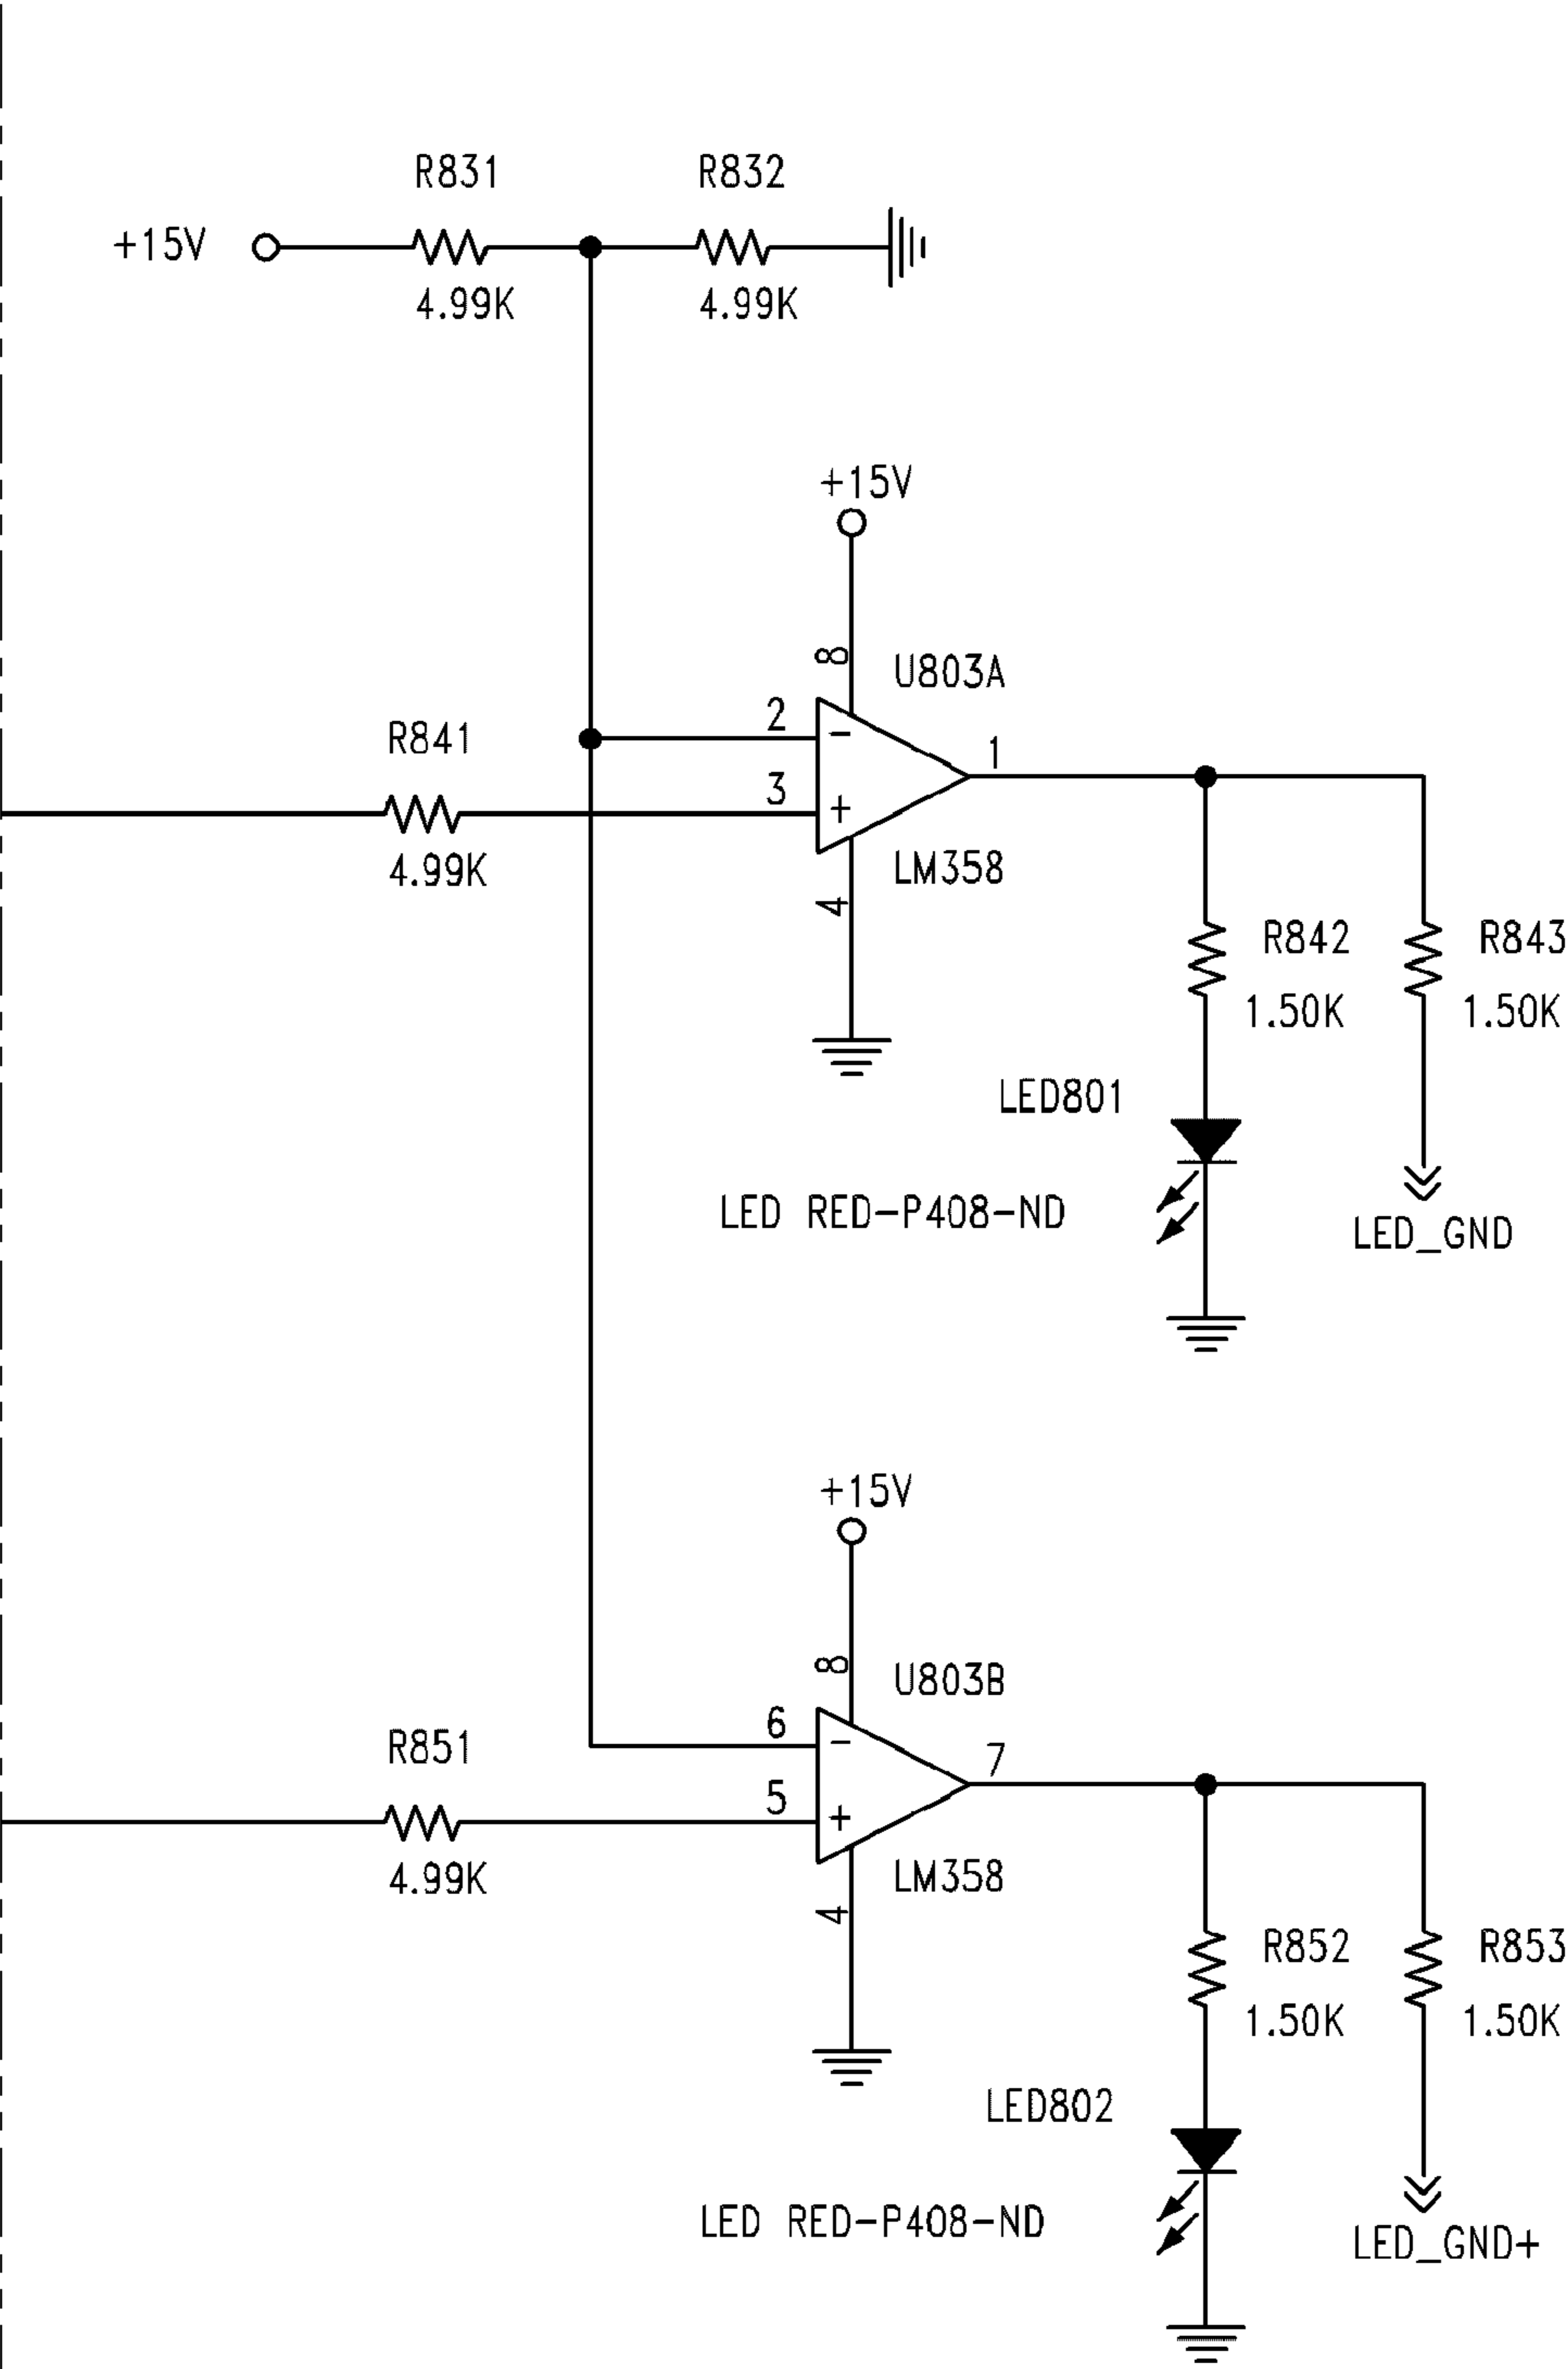 R831 R832
+15V
4.99K 4.99K
+15V
8
U803A
2
-
R841
1
3
+
4.99K
LM358
4
R842 R843
1.50K 1.50K
LED801
LED RED-P408-ND
LED_GND
+15V
8
U803B
6
-
R851
7
5
+
4.99K
LM358
4
R852 R853
1.50K 1.50K
LED802
LED RED-P408-ND
LED_GND+